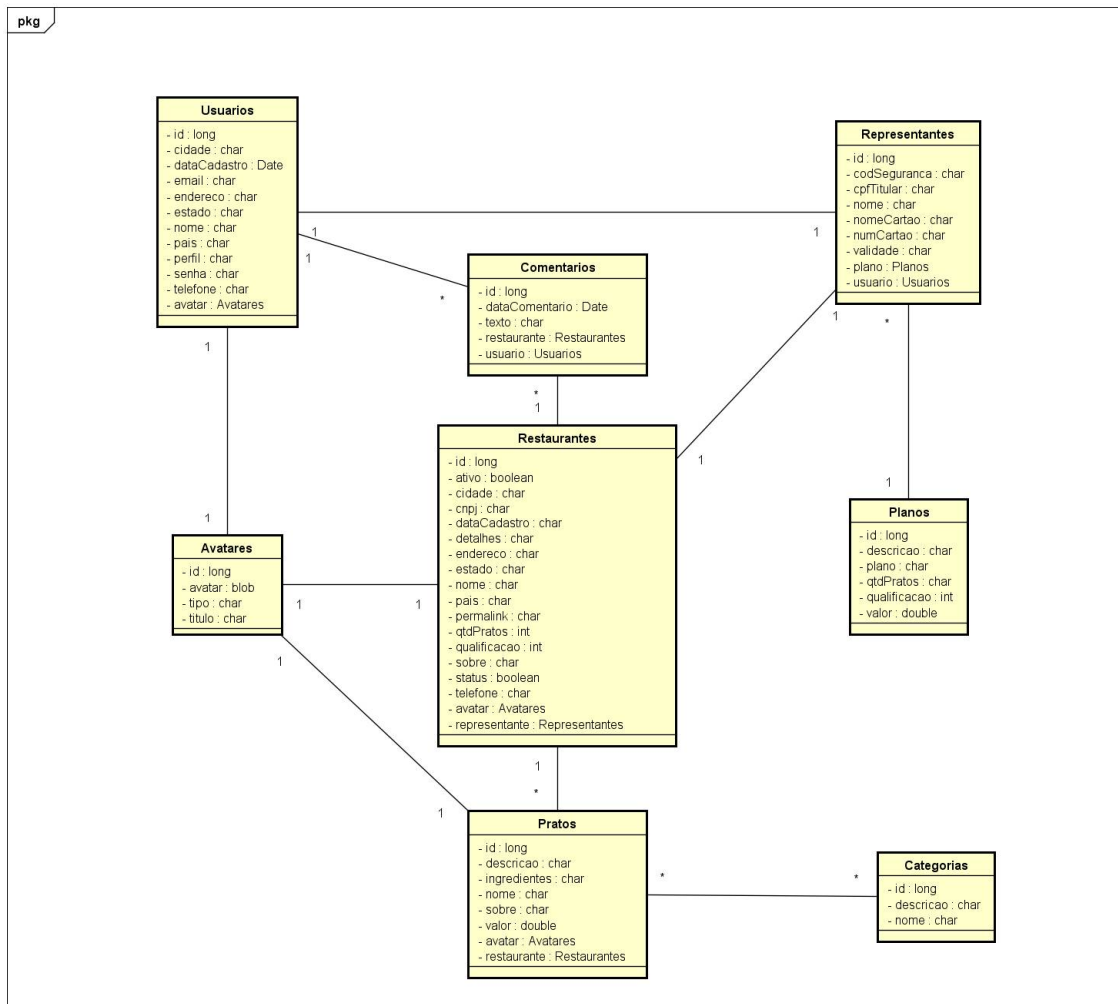 pkg
Usuarios
- id : long
- cidade : char
- dataCadastro : Date
- email : char
- endereco : char
- estado : char
- nome : char
- pais : char
- perfil : char
- senha : char
- telefone : char
- avatar : Avatares
Representantes
- id : long
- codSeguranca : char
- cpfTitular : char
- nome : char
- nomeCartao : char
- numCartao : char
- validade : char
- plano : Planos
- usuario : Usuarios
1
1
1
*
Comentarios
- id : long
- dataComentario : Date
- texto : char
- restaurante : Restaurantes
- usuario : Usuarios
1
*
1
*
1
Restaurantes
- id : long
- ativo : boolean
- cidade : char
- cnpj : char
- dataCadastro : char
- detalhes : char
- endereco : char
- estado : char
- nome : char
- pais : char
- permalink : char
- qtdPratos : int
- qualificacao : int
- sobre : char
- status : boolean
- telefone : char
- avatar : Avatares
- representante : Representantes
1
1
Planos
- id : long
- descricao : char
- plano : char
- qtdPratos : char
- qualificacao : int
- valor : double
1
Avatares
- id : long
- avatar : blob
- tipo : char
- titulo : char
1
1
1
1
1
*
Pratos
- id : long
- descricao : char
- ingredientes : char
- nome : char
- sobre : char
- valor : double
- avatar : Avatares
- restaurante : Restaurantes
*
*
Categorias
- id : long
- descricao : char
- nome : char